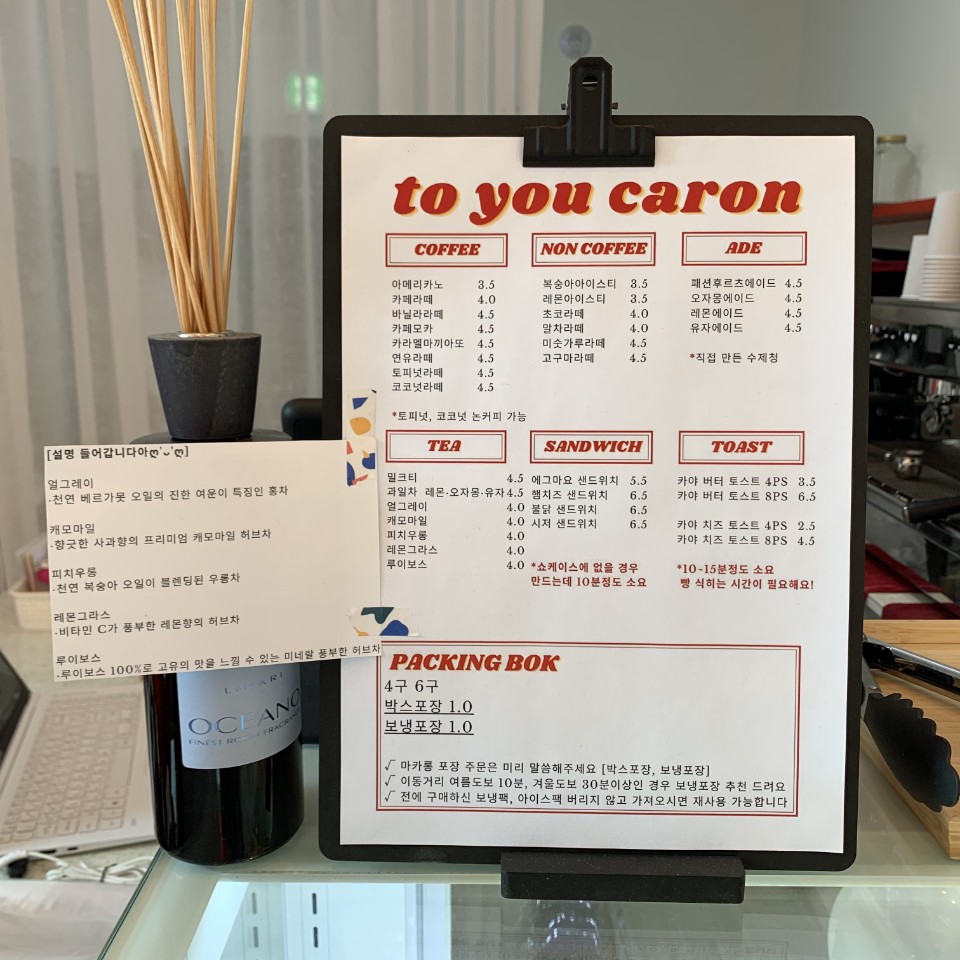 to you caron
COFFEE
아메리카노 3.5
카페라떼 4.0
바닐라라떼 4.5
카페모카 4.5
카라멜마끼아또 4.5
연유라떼 4.5
토피넛라떼 4.5
코코넛라떼 4.5
*토피넛, 코코넛 논커피 가능
NON COFFEE
복숭아아이스티 3.5
레몬아이스티 3.5
초코라떼 4.0
말차라떼 4.0
미숫가루라떼 4.5
고구마라떼 4.5
ADE
패션후르츠에이드 4.5
오자몽에이드 4.5
레몬에이드 4.5
유자에이드 4.5
*직접 만든 수제청
TEA
밀크티 4.5
과일차 레몬·오자몽·유자 4.5
얼그레이 4.0
캐모마일 4.0
피치우롱 4.0
레몬그라스 4.0
루이보스 4.0
SANDWICH
에그마요 샌드위치 5.5
햄치즈 샌드위치 6.5
불닭 샌드위치 6.5
시저 샌드위치 6.5
*쇼케이스에 없을 경우
만드는데 10분정도 소요
TOAST
카야 버터 토스트 4PS 3.5
카야 버터 토스트 8PS 6.5
카야 치즈 토스트 4PS 2.5
카야 치즈 토스트 8PS 4.5
*10~15분정도 소요
빵 식히는 시간이 필요해요!
PACKING BOK
4구 6구
박스포장 1.0
보냉포장 1.0
√ 마카롱 포장 주문은 미리 말씀해주세요 [박스포장, 보냉포장]
√ 이동거리 여름도보 10분, 겨울도보 30분이상인 경우 보냉포장 추천 드려요
√ 전에 구매하신 보냉팩, 아이스팩 버리지 않고 가져오시면 재사용 가능합니다
[설명 들어갑니다아ღ'ᴗ'ღ]
얼그레이
-천연 베르가못 오일의 진한 여운이 특징인 홍차
캐모마일
-향긋한 사과향의 프리미엄 캐모마일 허브차
피치우롱
-천연 복숭아 오일이 블렌딩된 우롱차
레몬그라스
-비타민 C가 풍부한 레몬향의 허브차
루이보스
-루이보스 100%로 고유의 맛을 느낄 수 있는 미네랄 풍부한 허브차
OCEANO
FINEST ROOM FRAGRANCE